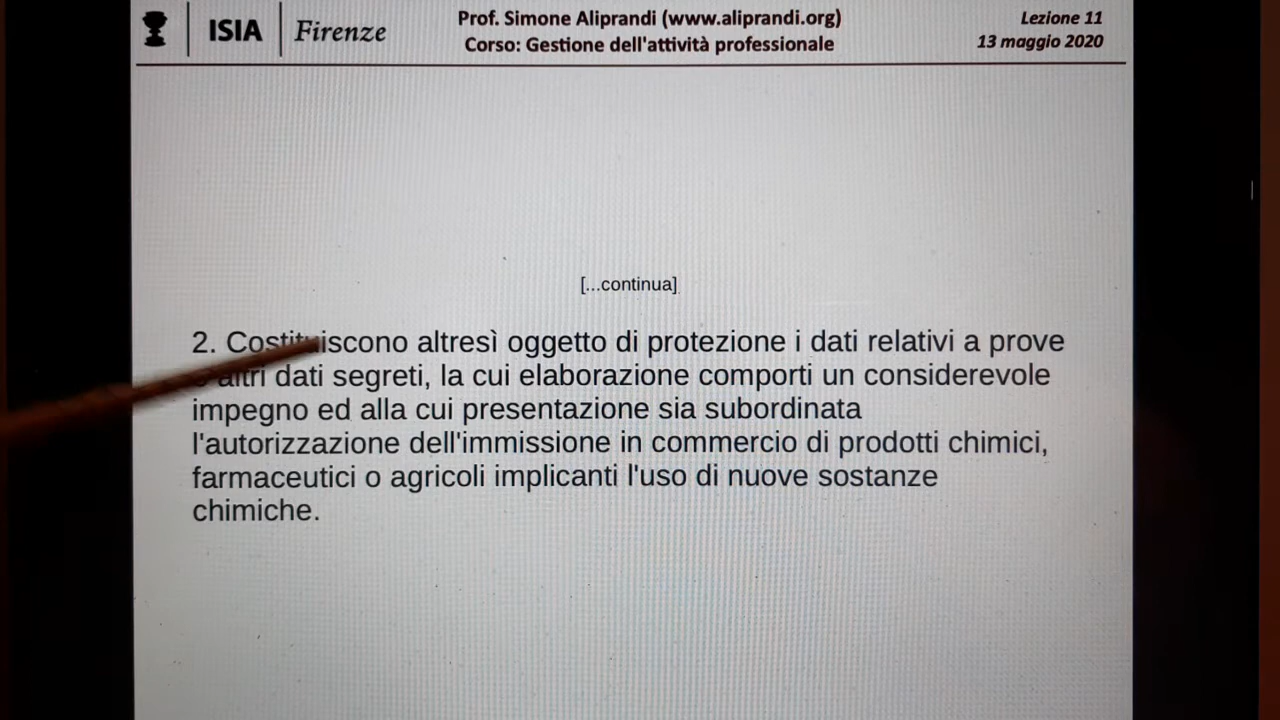 ISIA Firenze
Prof. Simone Aliprandi (www.aliprandi.org)
Corso: Gestione dell'attività professionale
Lezione 11
13 maggio 2020
[...continua]
2. Costituiscono altresì oggetto di protezione i dati relativi a prove
o altri dati segreti, la cui elaborazione comporti un considerevole
impegno ed alla cui presentazione sia subordinata
l'autorizzazione dell'immissione in commercio di prodotti chimici,
farmaceutici o agricoli implicanti l'uso di nuove sostanze
chimiche.